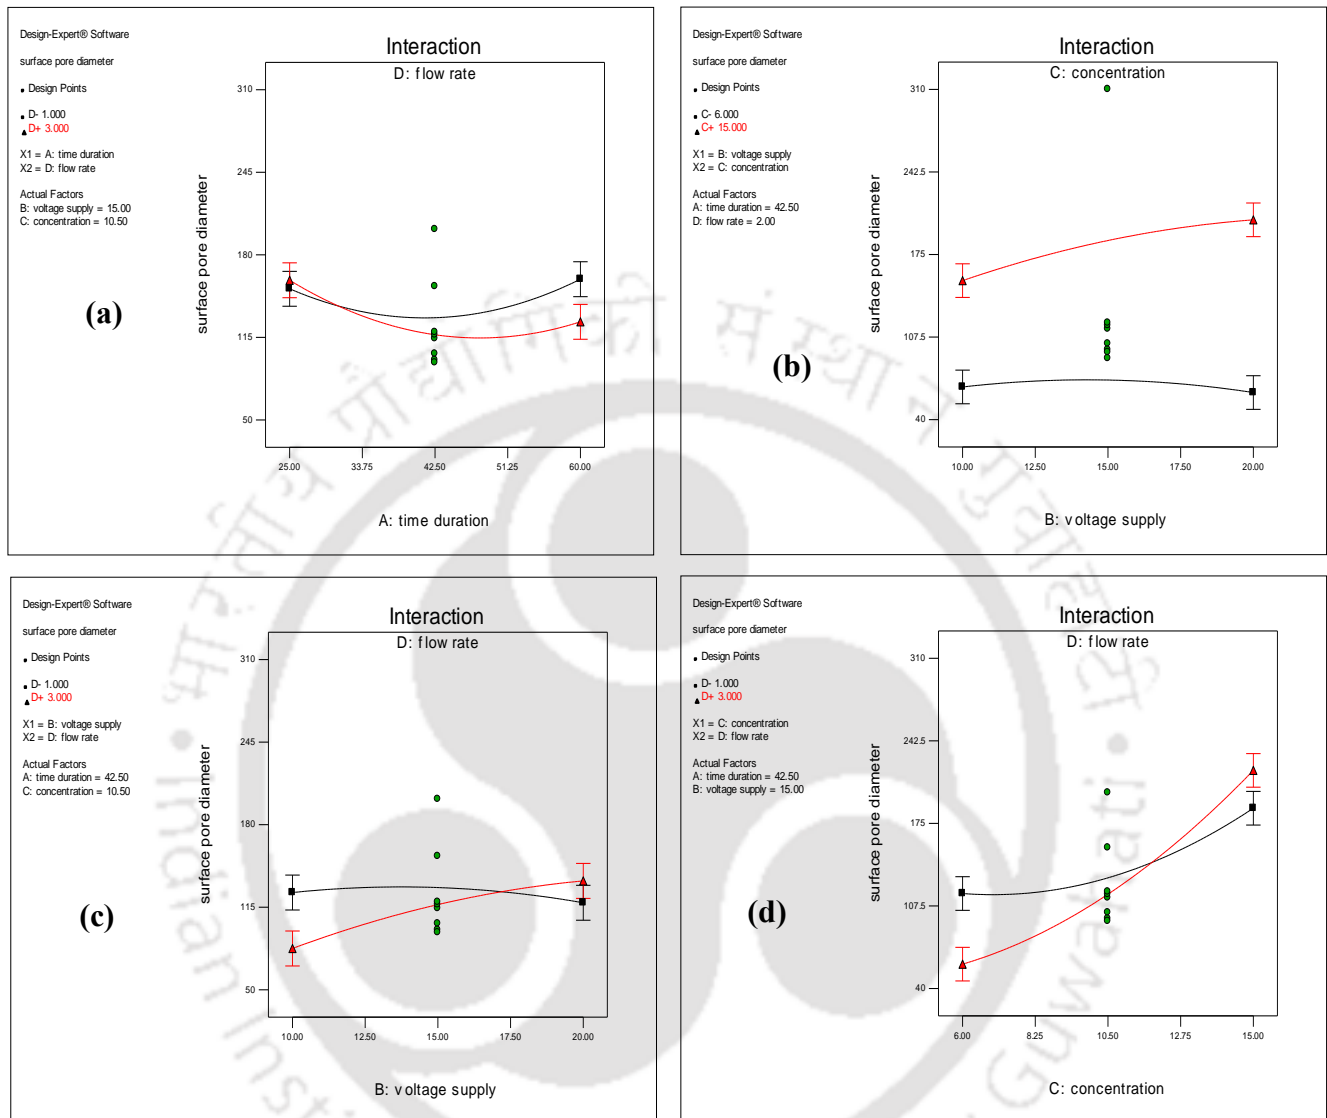 Design-Expert® Software
surface pore diameter
Design Points
D- 1.000
D+ 3.000
X1 = A: time duration
X2 = D: flow rate
Actual Factors
B: voltage supply = 15.00
C: concentration = 10.50
(a)
Interaction
D: flow rate
surface pore diameter
310
245
180
115
50
25.00 33.75 42.50 51.25 60.00
A: time duration
Design-Expert® Software
surface pore diameter
Design Points
C- 6.000
C+ 15.000
X1 = B: voltage supply
X2 = C: concentration
Actual Factors
A: time duration = 42.50
D: flow rate = 2.00
(b)
Interaction
C: concentration
surface pore diameter
310
242.5
175
107.5
40
10.00 12.50 15.00 17.50 20.00
B: voltage supply
Design-Expert® Software
surface pore diameter
Design Points
D- 1.000
D+ 3.000
X1 = B: voltage supply
X2 = D: flow rate
Actual Factors
A: time duration = 42.50
C: concentration = 10.50
(c)
Interaction
D: flow rate
surface pore diameter
310
245
180
115
50
10.00 12.50 15.00 17.50 20.00
B: voltage supply
Design-Expert® Software
surface pore diameter
Design Points
D- 1.000
D+ 3.000
X1 = C: concentration
X2 = D: flow rate
Actual Factors
A: time duration = 42.50
B: voltage supply = 15.00
(d)
Interaction
D: flow rate
surface pore diameter
310
242.5
175
107.5
40
6.00 8.25 10.50 12.75 15.00
C: concentration
भारतीय प्रौद्योगिकी संस्थान गुवाहाटी
Indian Insti
Guwahati